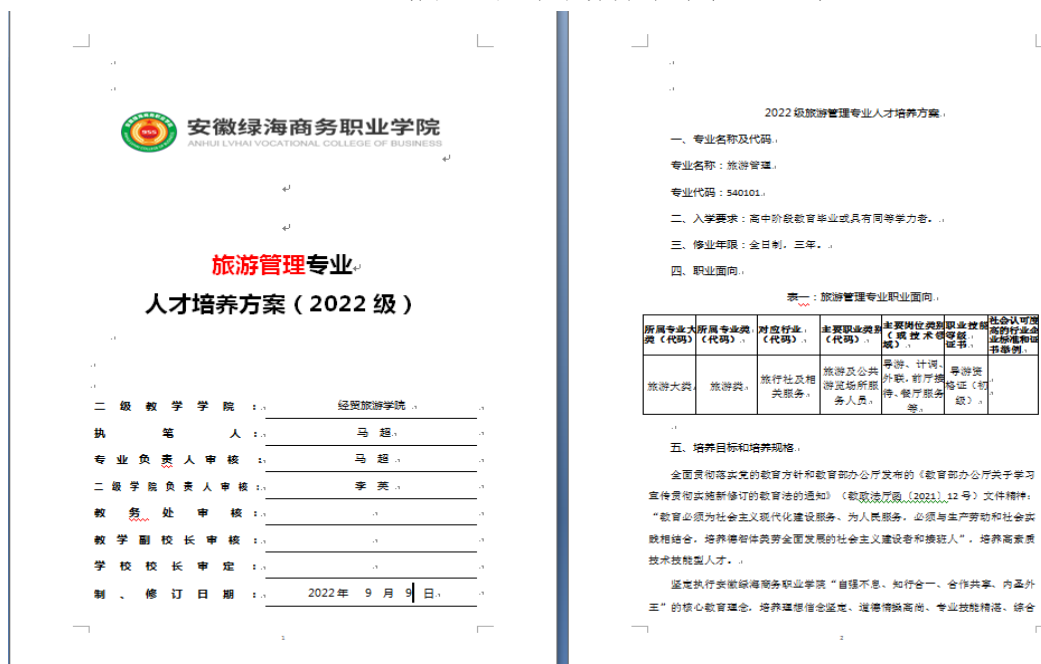 安徽绿海商务职业学院
ANHUI LVHAI VOCATIONAL COLLEGE OF BUSINESS
旅游管理专业
人才培养方案（2022 级）
二级教学学院： 经贸旅游学院
执笔人： 马 超
专业负责人审核： 马 超
二级学院负责人审核： 李 英
教务处审核：
教学副校长审核：
学校校长审定：
制、修订日期： 2022 年 9 月 9 日
1
2022 级旅游管理专业人才培养方案
一、专业名称及代码
专业名称：旅游管理
专业代码：540101
二、入学要求：高中阶段教育毕业或具有同等学力者。
三、修业年限：全日制，三年。
四、职业面向
表一：旅游管理专业职业面向
所属专业大类（代码） 所属专业类（代码） 对应行业（代码） 主要职业类别（代码） 主要岗位类别（或技术领域） 职业技能等级证书 社会认可度高的行业企业标准和证书举例
旅游大类 旅游类 旅行社及相关服务 旅游及公共游览场所服务人员 导游、计调、外联，前厅接待、餐厅服务等 导游资格证（初级）
五、培养目标和培养规格
全面贯彻落实党的教育方针和教育部办公厅发布的《教育部办公厅关于学习
宣传贯彻实施新修订的教育法的通知》（教政法厅函〔2021〕12 号）文件精神：
“教育必须为社会主义现代化建设服务、为人民服务，必须与生产劳动和社会实
践相结合，培养德智体美劳全面发展的社会主义建设者和接班人”，培养高素质
技术技能型人才。
坚定执行安徽绿海商务职业学院“自强不息、知行合一、合作共享、内圣外
王”的核心教育理念，培养理想信念坚定、道德情操高尚、专业技能精湛、综合
2